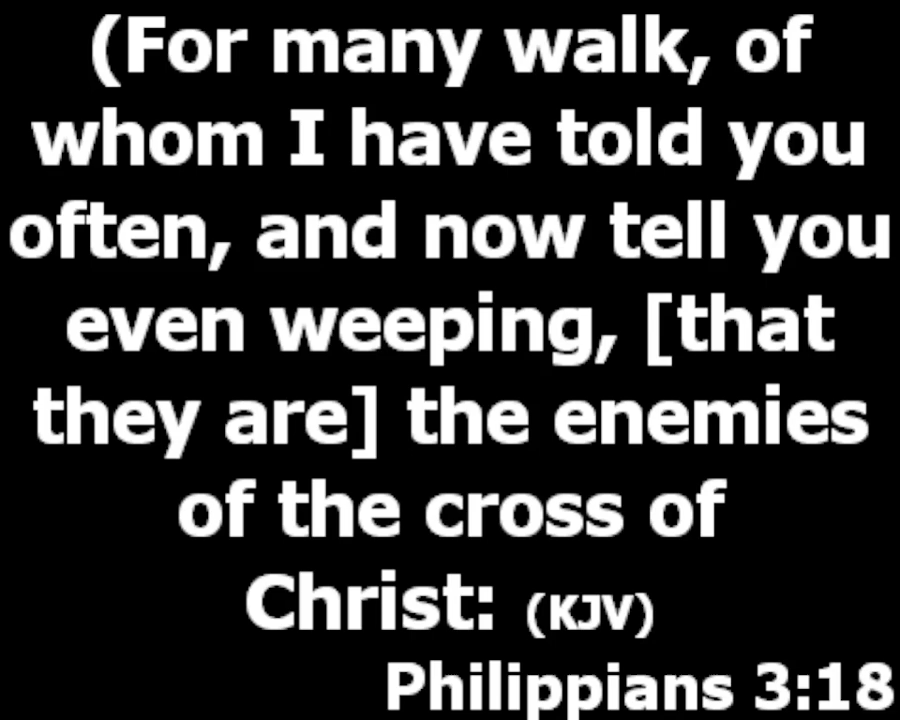 (For many walk, of
whom I have told you
often, and now tell you
even weeping, [that
they are] the enemies
of the cross of
Christ: (KJV)
Philippians 3:18